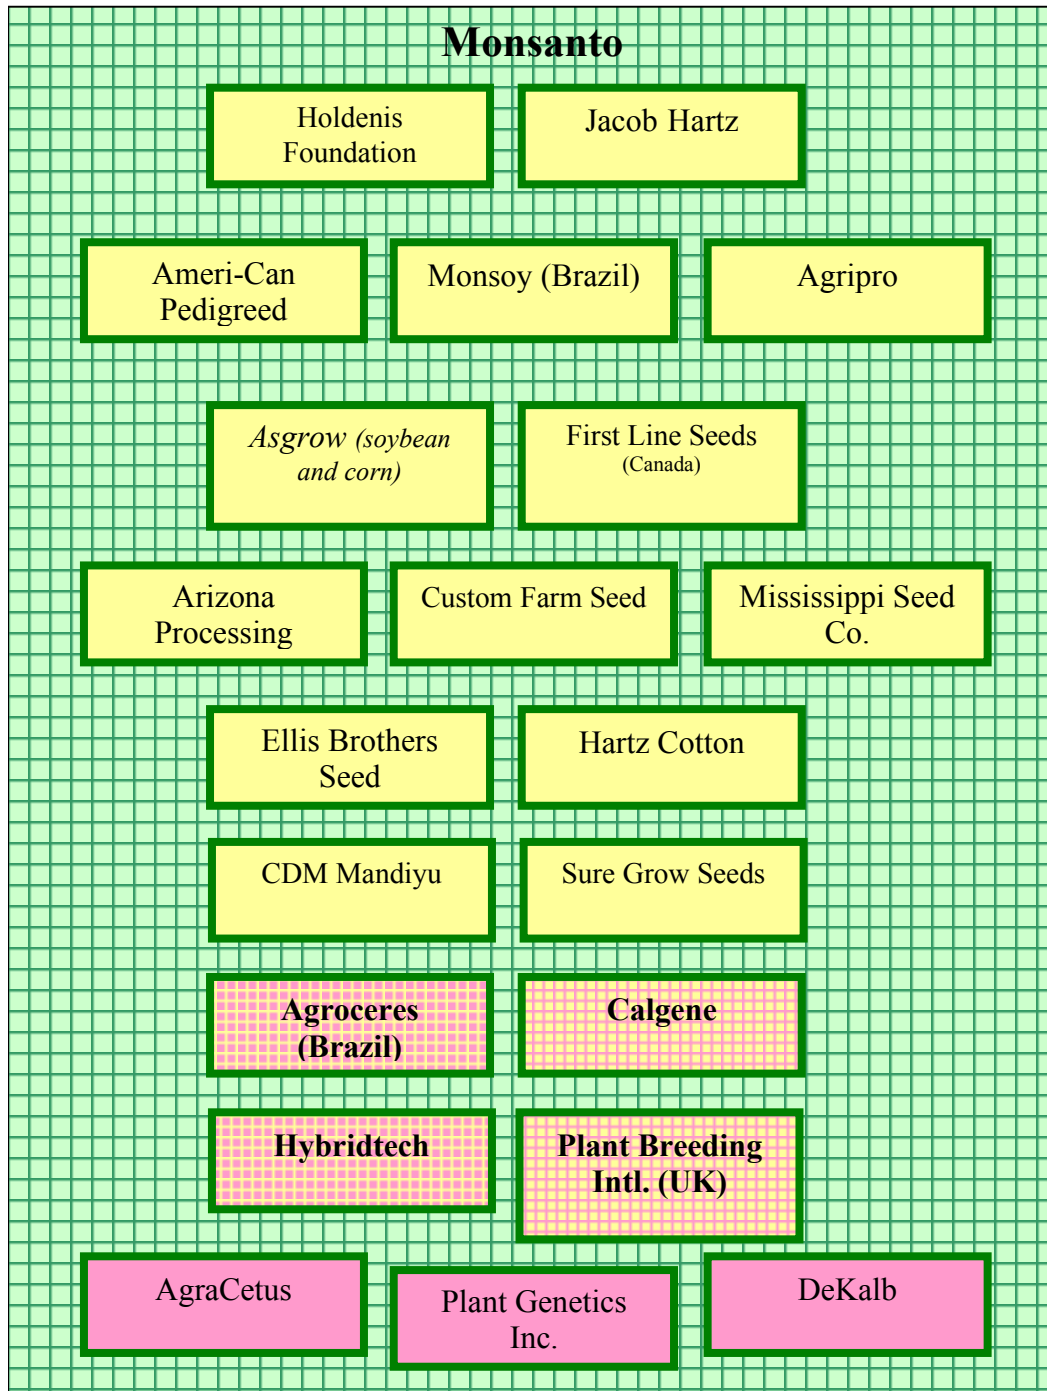 Monsanto
Holdenis
Foundation
Jacob Hartz
Ameri-Can
Pedigreed
Monsoy (Brazil)
Agripro
Asgrow (soybean
and corn)
First Line Seeds
(Canada)
Arizona
Processing
Custom Farm Seed
Mississippi Seed
Co.
Ellis Brothers
Seed
Hartz Cotton
CDM Mandiyu
Sure Grow Seeds
Agroceres
(Brazil)
Calgene
Hybridtech
Plant Breeding
Intl. (UK)
AgraCetus
Plant Genetics
Inc.
DeKalb